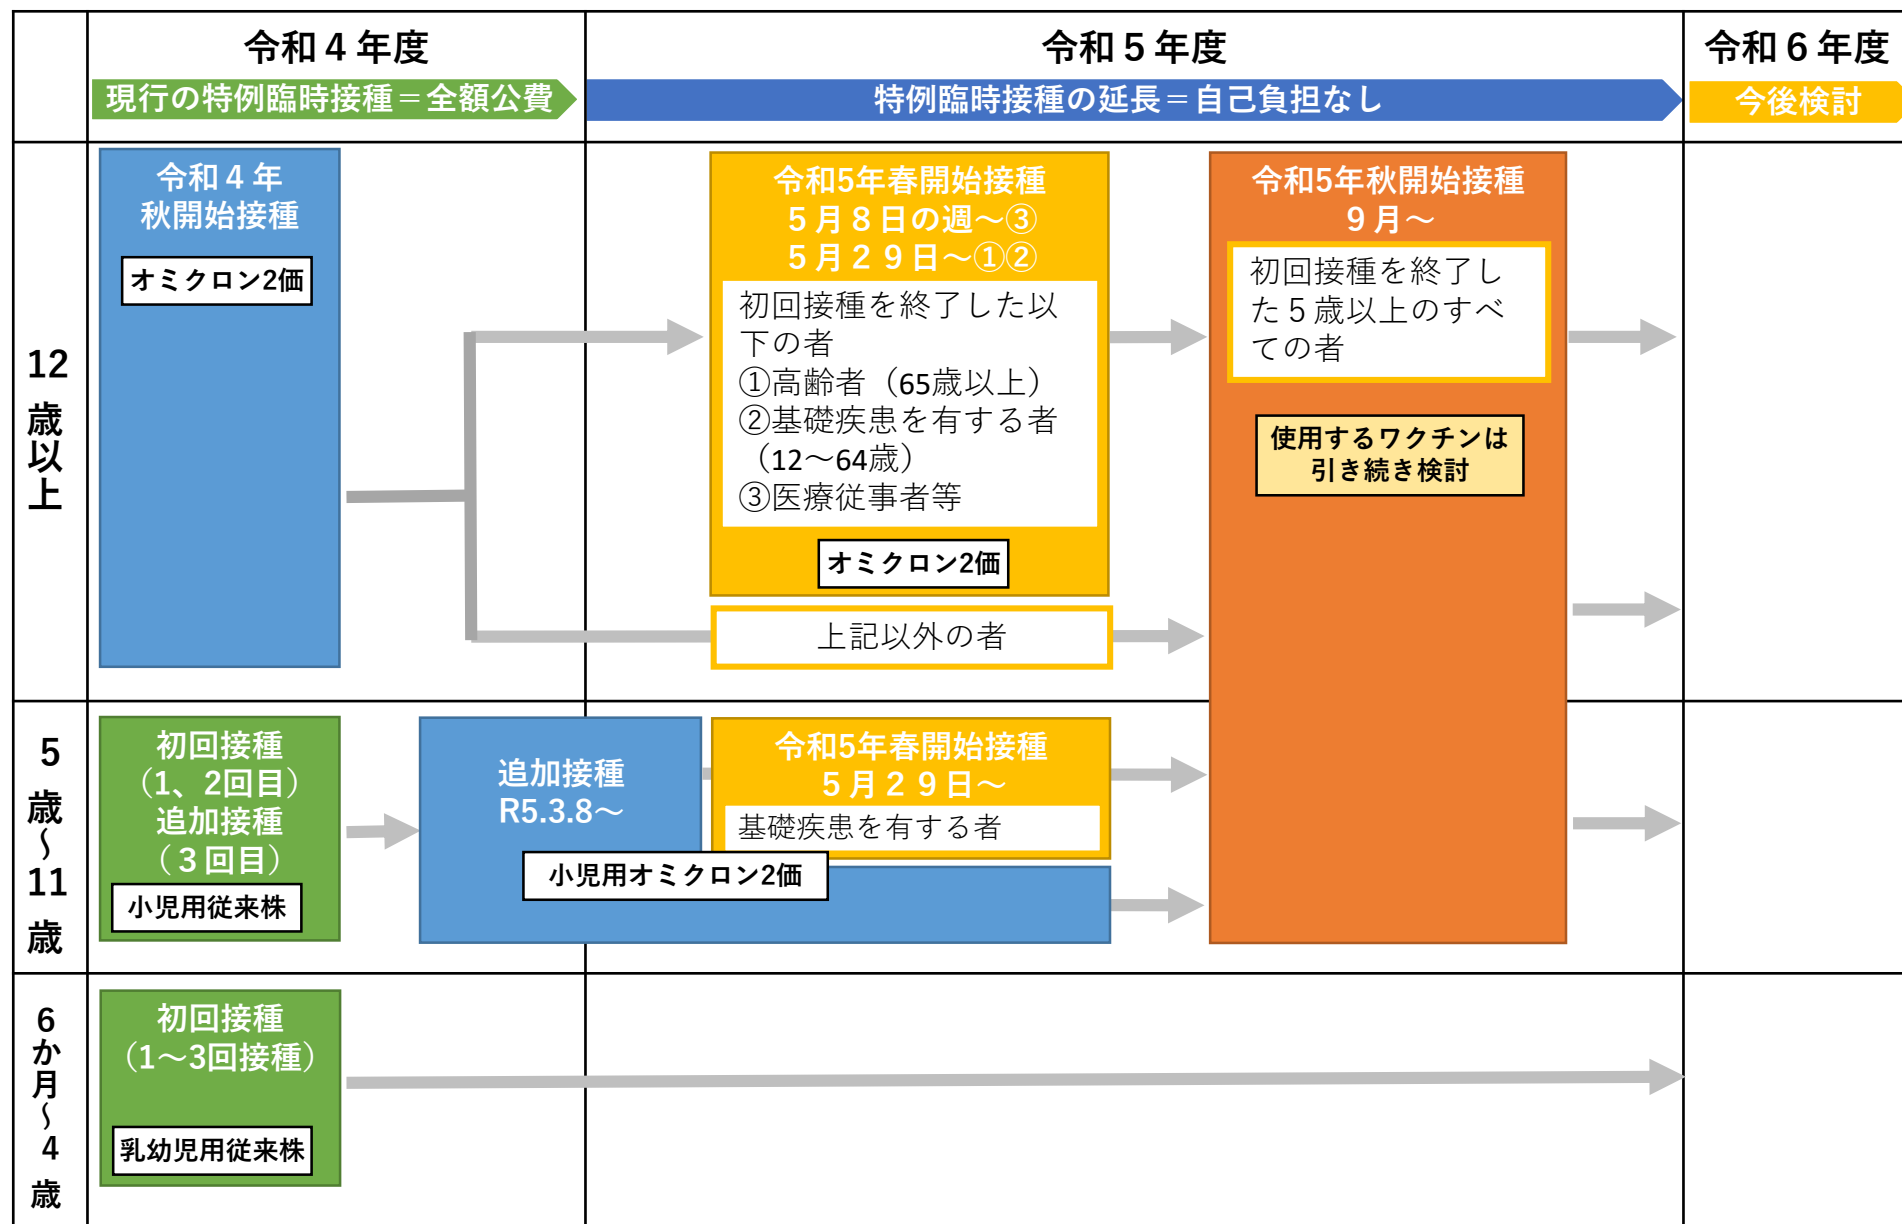 令和４年度
令和５年度
令和６年度
現行の特例臨時接種＝全額公費
特例臨時接種の延長＝自己負担なし
今後検討
12歳以上
令和４年
秋開始接種
オミクロン2価
令和5年春開始接種
５月８日の週～③
５月２９日～①②
初回接種を終了した以
下の者
①高齢者（65歳以上）
②基礎疾患を有する者
（12～64歳）
③医療従事者等
オミクロン2価
上記以外の者
令和5年秋開始接種
９月～
初回接種を終了し
た５歳以上のすべ
ての者
使用するワクチンは
引き続き検討
5歳～11歳
初回接種
（1、2回目）
追加接種
（３回目）
小児用従来株
追加接種
R5.3.8～
令和5年春開始接種
５月２９日～
基礎疾患を有する者
小児用オミクロン2価
6か月～4歳
初回接種
（1～3回接種）
乳幼児用従来株